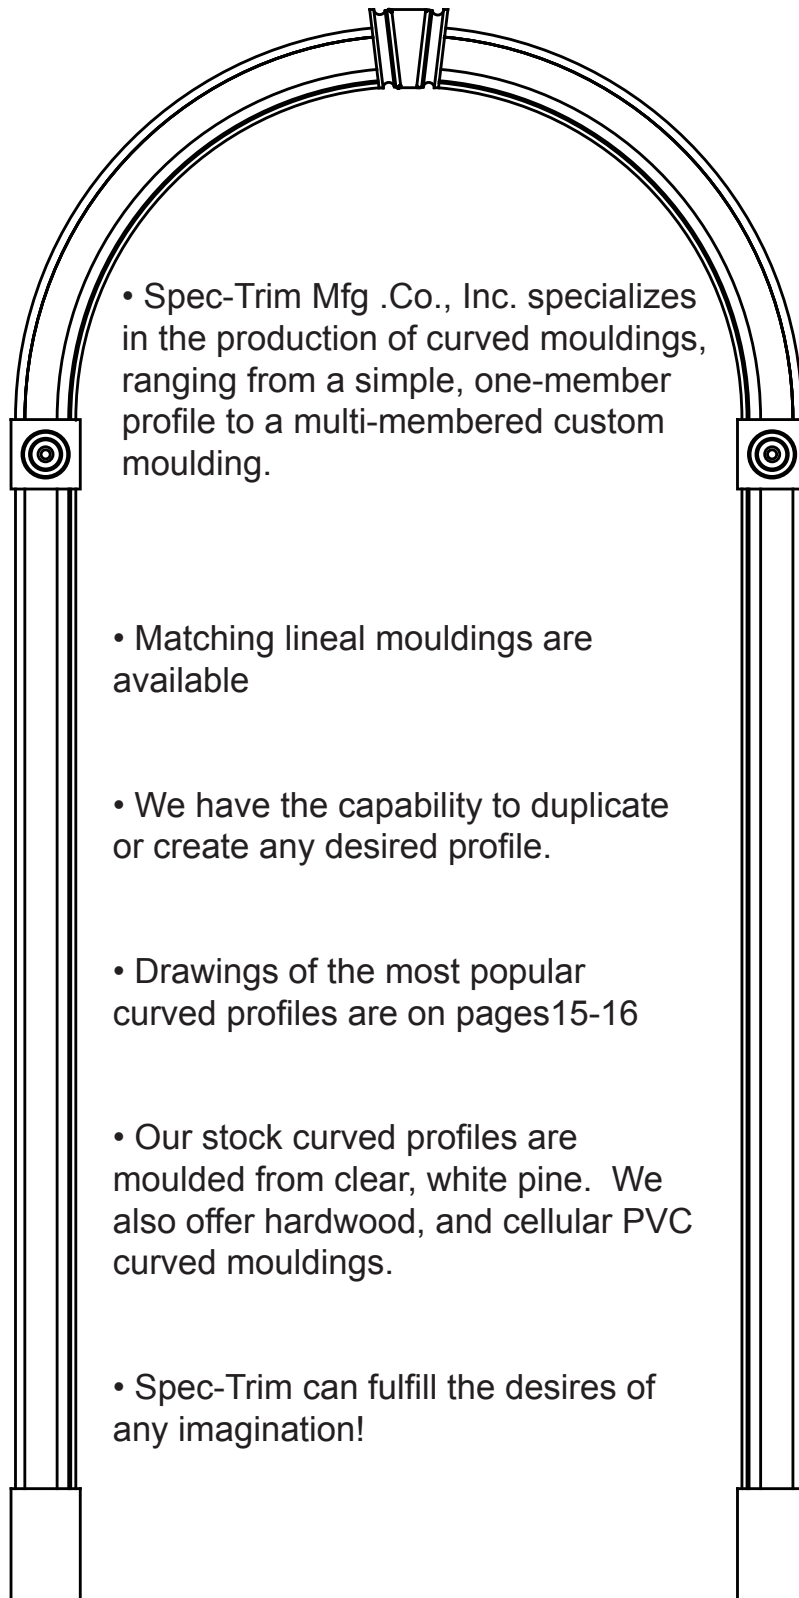 • Spec-Trim Mfg .Co., Inc. specializes
in the production of curved mouldings,
ranging from a simple, one-member
profile to a multi-membered custom
moulding.
• Matching lineal mouldings are
available
• We have the capability to duplicate
or create any desired profile.
• Drawings of the most popular
curved profiles are on pages15-16
• Our stock curved profiles are
moulded from clear, white pine.  We
also offer hardwood, and cellular PVC
curved mouldings.
• Spec-Trim can fulfill the desires of
any imagination!